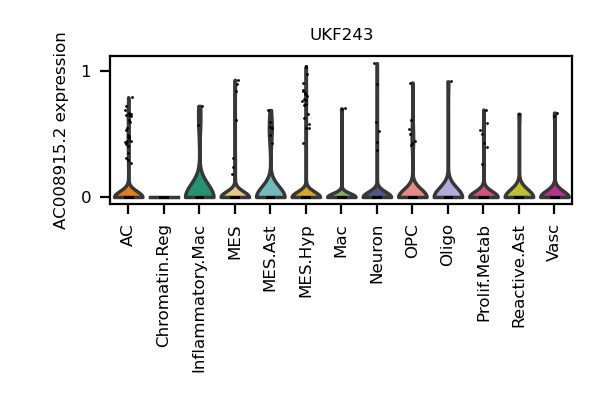 UKF243
AC008915.2 expression
1
0
AC
Chromatin.Reg
Inflammatory.Mac
MES
MES.Ast
MES.Hyp
Mac
Neuron
OPC
Oligo
Prolif.Metab
Reactive.Ast
Vasc